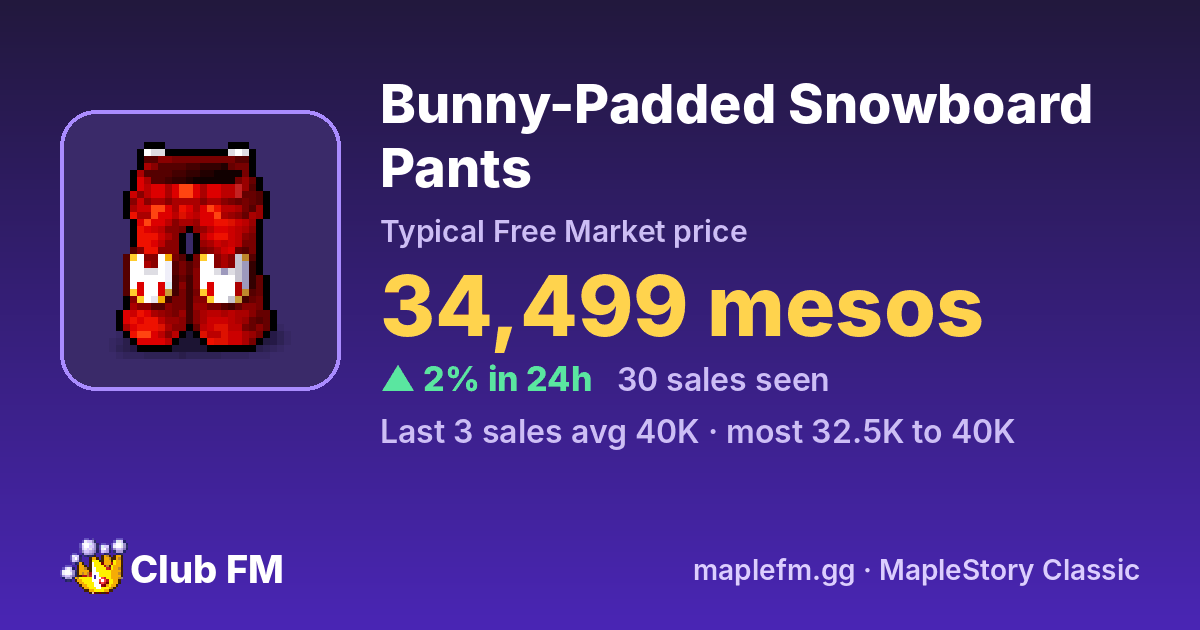 Bunny-Padded Snowboard
Pants
Typical Free Market price
34,499 mesos
▲ 2% in 24h 30 sales seen
Last 3 sales avg 40K · most 32.5K to 40K
Club FM
maplefm.gg · MapleStory Classic